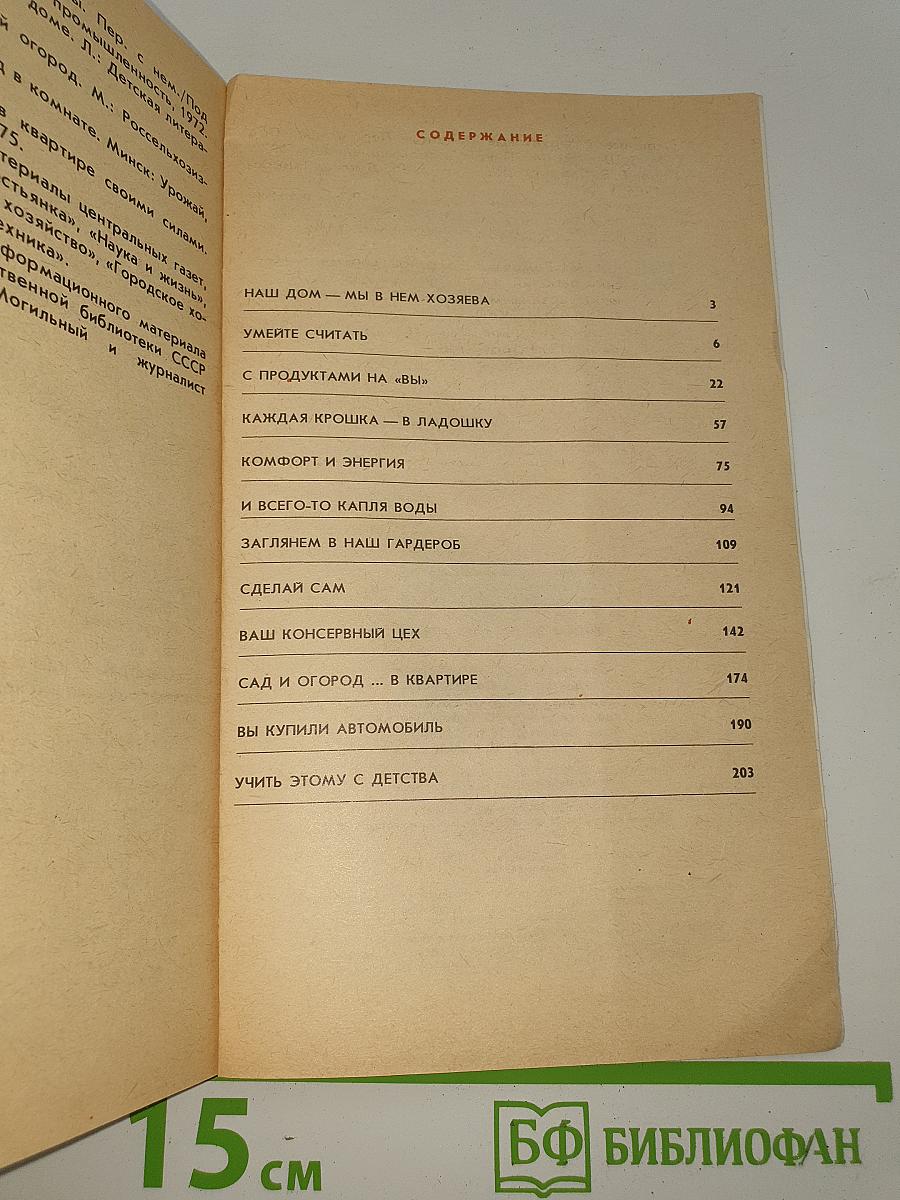 ы. Пер. с нем./Под
промышленность, 1972.
доме. Л.: Детская литера-
й огород. М.: Россельхозиз-
д в комнате. Минск: Урожай,
в квартире своими силами.
75.
териалы центральных газет,
стьянка», «Наука и жизнь»,
хозяйство», «Городское хо-
ехника».
формационного материала
твенной библиотеки СССР
Могильный и журналист
СОДЕРЖАНИЕ
НАШ ДОМ — МЫ В НЕМ ХОЗЯЕВА 3
УМЕЙТЕ СЧИТАТЬ 6
С ПРОДУКТАМИ НА «ВЫ» 22
КАЖДАЯ КРОШКА — В ЛАДОШКУ 57
КОМФОРТ И ЭНЕРГИЯ 75
И ВСЕГО-ТО КАПЛЯ ВОДЫ 94
ЗАГЛЯНЕМ В НАШ ГАРДЕРОБ 109
СДЕЛАЙ САМ 121
ВАШ КОНСЕРВНЫЙ ЦЕХ 142
САД И ОГОРОД ... В КВАРТИРЕ 174
ВЫ КУПИЛИ АВТОМОБИЛЬ 190
УЧИТЬ ЭТОМУ С ДЕТСТВА 203
15 см
БФ БИБЛИОФАН